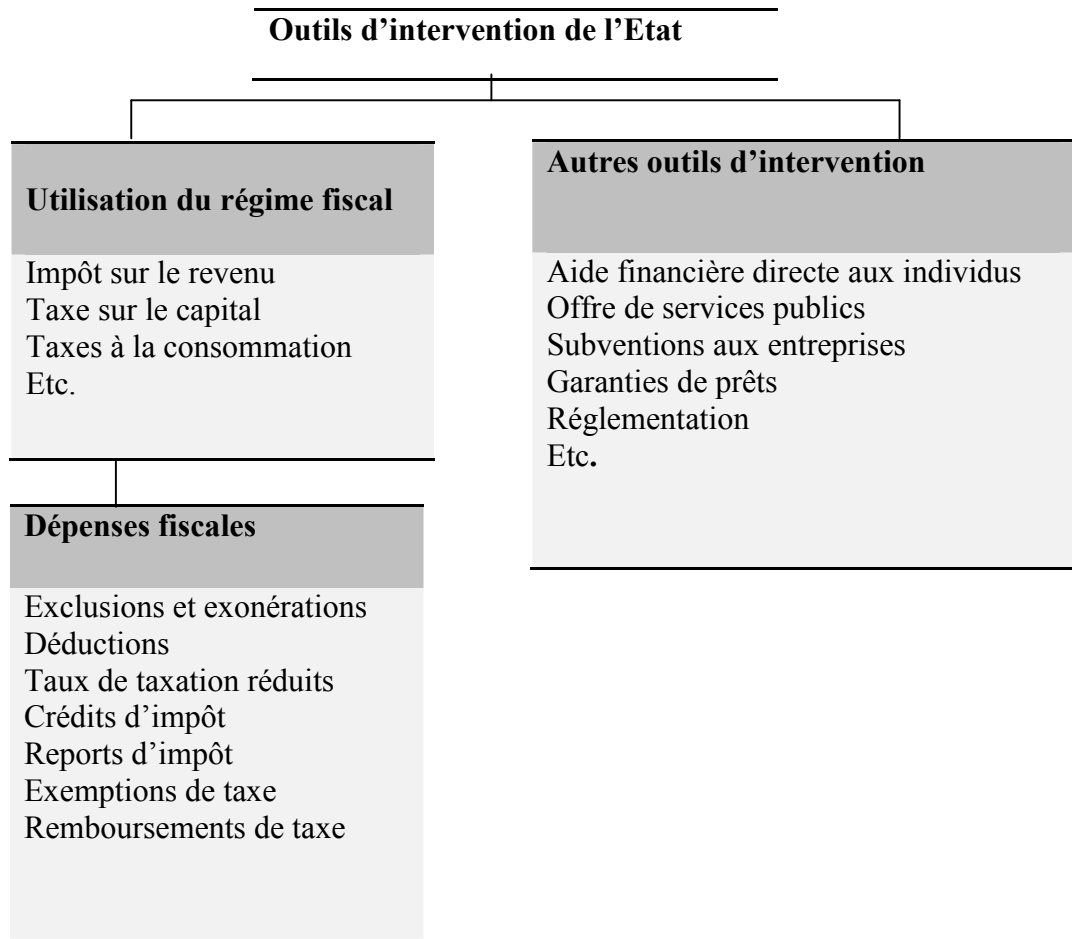 Outils d’intervention de l’Etat
Utilisation du régime fiscal
Impôt sur le revenu
Taxe sur le capital
Taxes à la consommation
Etc.
Autres outils d’intervention
Aide financière directe aux individus
Offre de services publics
Subventions aux entreprises
Garanties de prêts
Réglementation
Etc.
Dépenses fiscales
Exclusions et exonérations
Déductions
Taux de taxation réduits
Crédits d’impôt
Reports d’impôt
Exemptions de taxe
Remboursements de taxe